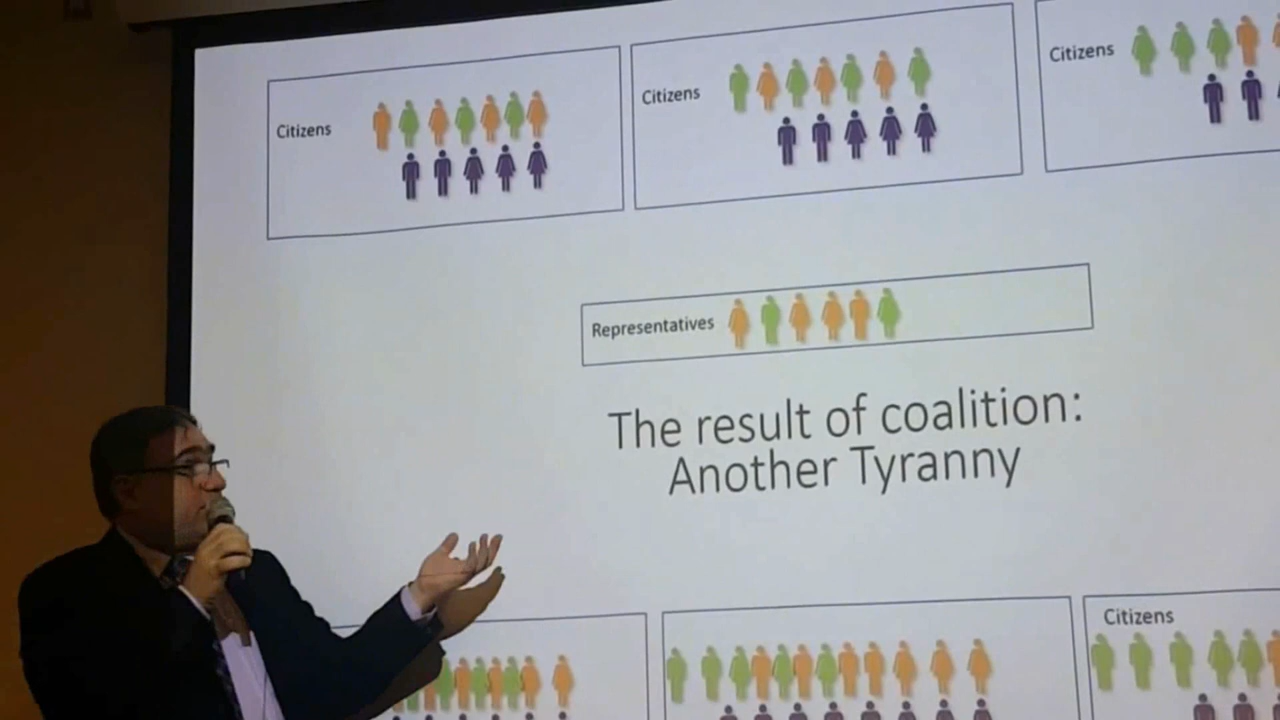 Citizens
Citizens
Citizens
Representatives
The result of coalition:
Another Tyranny
Citizens